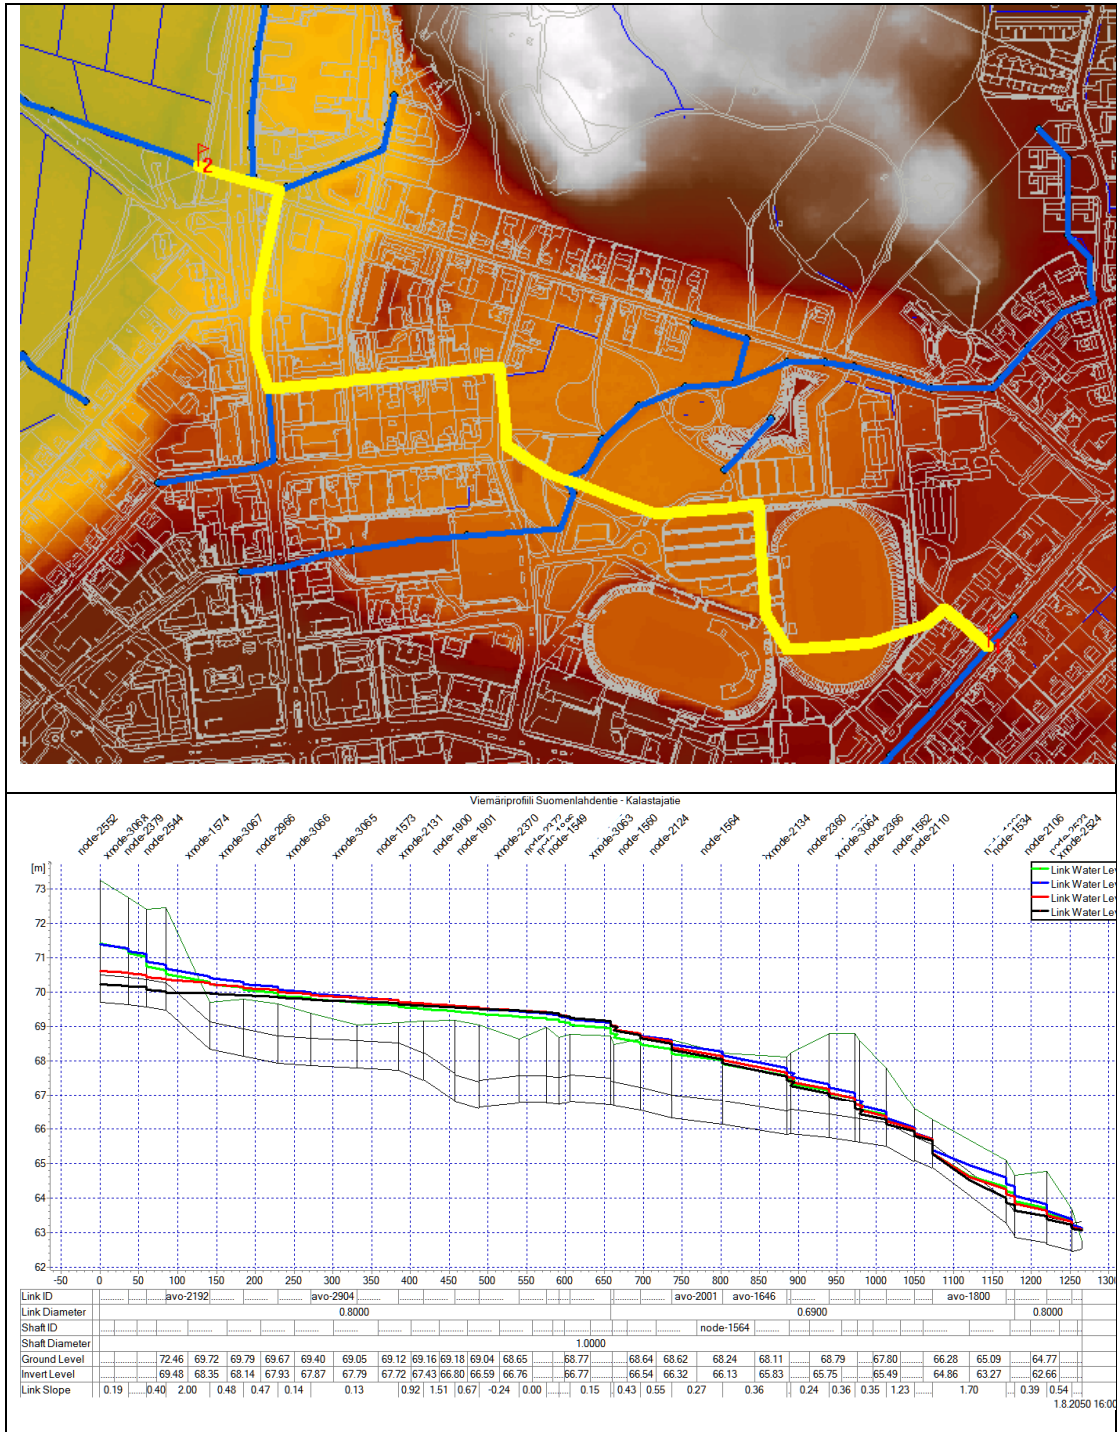 2
Viemäriprofiili Suomenlahdentie - Kalastajatie
node-2552 xnode-3068 node-2379 node-2544 xnode-1574 xnode-3067 node-2966 xnode-3066 xnode-3065 node-1573 xnode-2131 node-1900 node-1901 xnode-2370 node-1549 xnode-3063 node-1560 node-2124 node-1564 node-2134 node-2360 xnode-3064 node-2366 node-1562 node-2110 node-1534 node-2106 xnode-2524
[m]
Link Water Le
Link Water Lev
Link Water Lev
Link Water Lev
73
72
71
70
69
68
67
66
65
64
63
62
-50 0 50 100 150 200 250 300 350 400 450 500 550 600 650 700 750 800 850 900 950 1000 1050 1100 1150 1200 1250 1300
Link ID avo-2192 avo-2904 avo-2001 avo-1646 avo-1800
Link Diameter 0.8000 0.6900 0.8000
Shaft ID node-1564
Shaft Diameter 1.0000
Ground Level 72.46 69.72 69.79 69.67 69.40 69.05 69.12 69.16 69.18 69.04 68.65 68.77 68.64 68.62 68.24 68.11 68.79 67.80 66.28 65.09 64.77
Invert Level 69.48 68.35 68.14 67.93 67.87 67.79 67.72 67.43 66.80 66.59 66.76 66.77 66.54 66.32 66.13 65.83 65.75 65.49 64.86 63.27 62.66
Link Slope 0.19 0.40 2.00 0.48 0.47 0.14 0.13 0.92 1.51 0.67 -0.24 0.00 0.15 0.43 0.55 0.27 0.36 0.24 0.36 0.35 1.23 1.70 0.39 0.54
1.8.2050 16:00